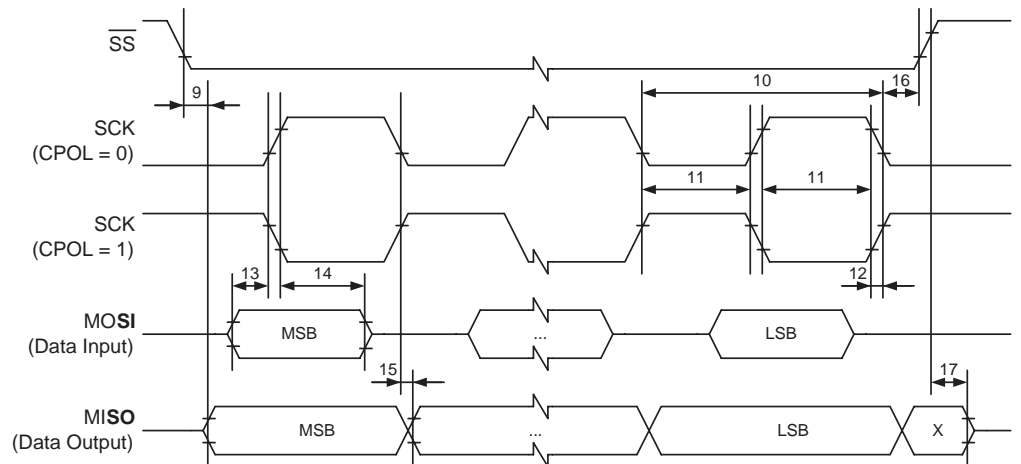 SS
9
10
16
SCK
(CPOL = 0)
11
11
SCK
(CPOL = 1)
13
14
12
MOSI
(Data Input)
MSB
...
LSB
15
17
MISO
(Data Output)
MSB
...
LSB
X